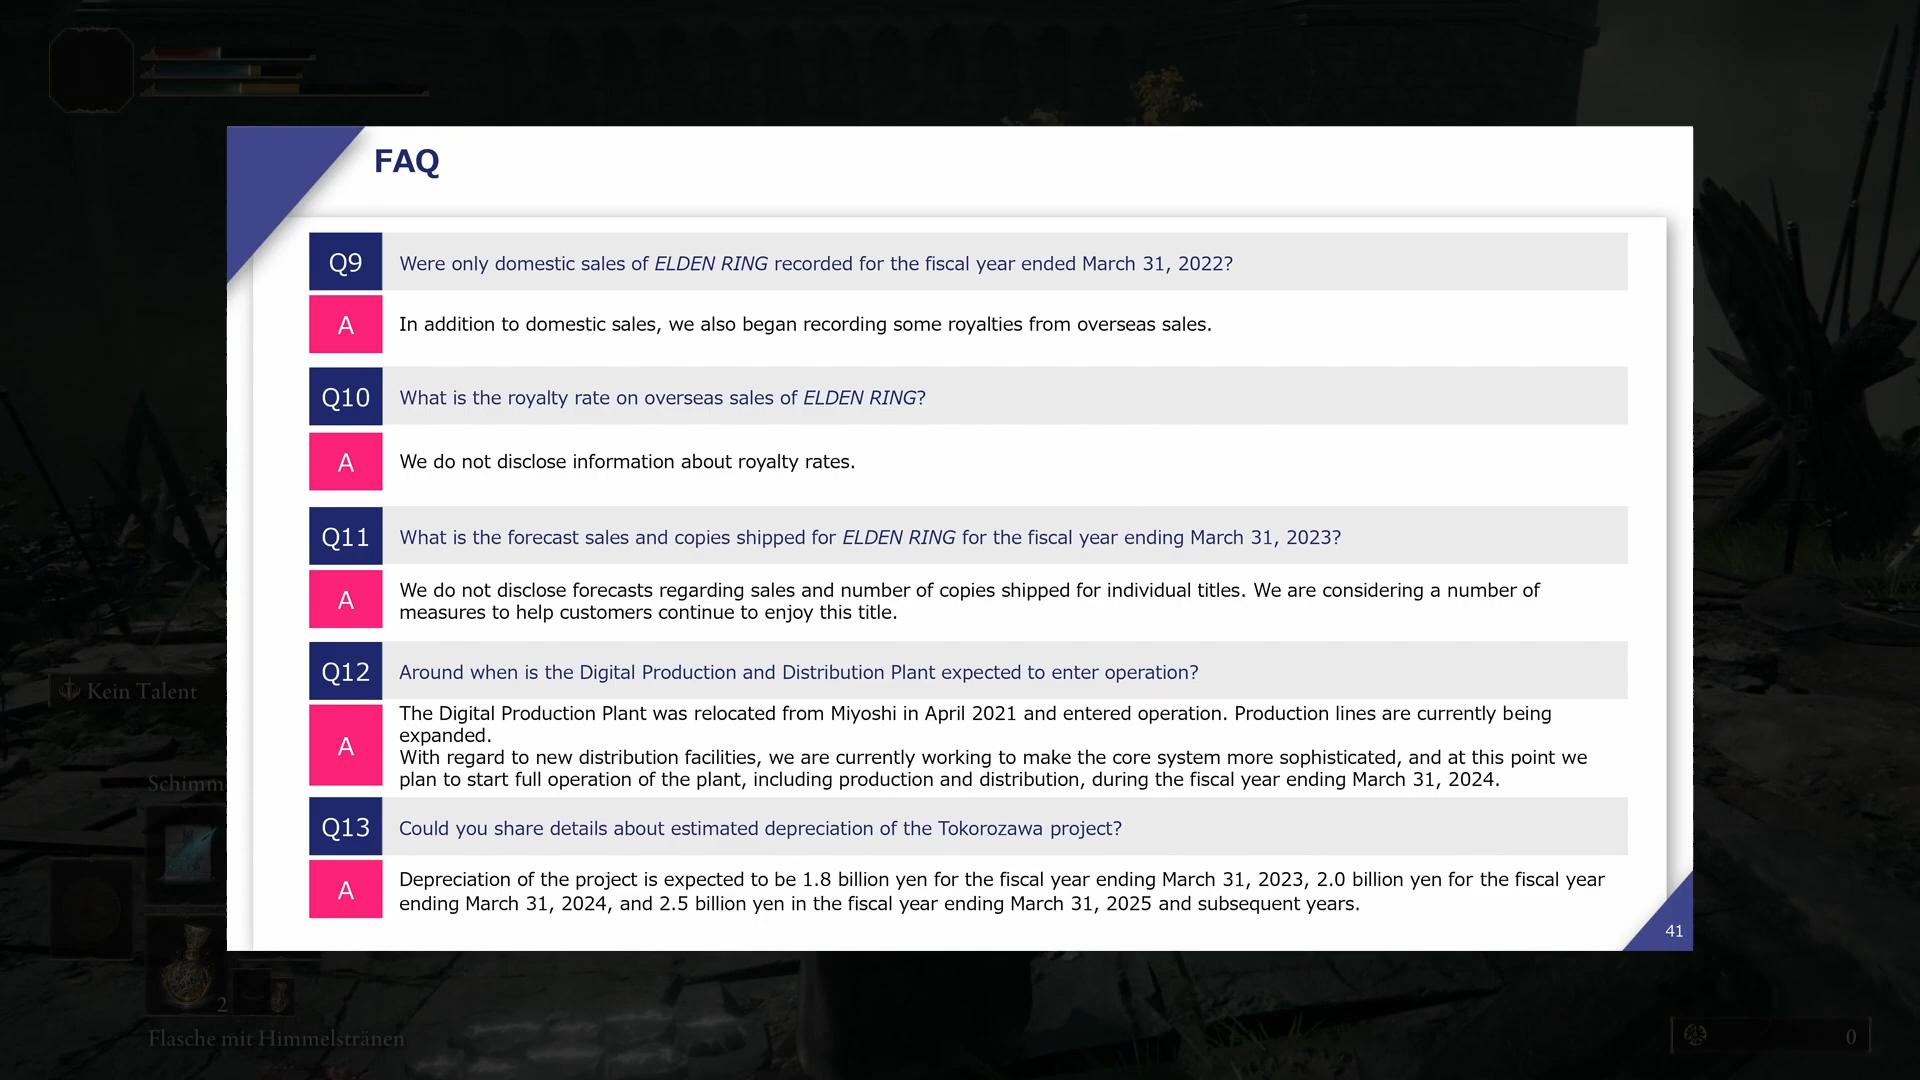 FAQ
Q9
Were only domestic sales of ELDEN RING recorded for the fiscal year ended March 31, 2022?
A
In addition to domestic sales, we also began recording some royalties from overseas sales.
Q10
What is the royalty rate on overseas sales of ELDEN RING?
A
We do not disclose information about royalty rates.
Q11
What is the forecast sales and copies shipped for ELDEN RING for the fiscal year ending March 31, 2023?
A
We do not disclose forecasts regarding sales and number of copies shipped for individual titles. We are considering a number of
measures to help customers continue to enjoy this title.
Q12
Around when is the Digital Production and Distribution Plant expected to enter operation?
A
The Digital Production Plant was relocated from Miyoshi in April 2021 and entered operation. Production lines are currently being
expanded.
With regard to new distribution facilities, we are currently working to make the core system more sophisticated, and at this point we
plan to start full operation of the plant, including production and distribution, during the fiscal year ending March 31, 2024.
Q13
Could you share details about estimated depreciation of the Tokorozawa project?
A
Depreciation of the project is expected to be 1.8 billion yen for the fiscal year ending March 31, 2023, 2.0 billion yen for the fiscal year
ending March 31, 2024, and 2.5 billion yen in the fiscal year ending March 31, 2025 and subsequent years.
41
Kein Talent
Schimm
2
Flasche mit Himmelstränen
0